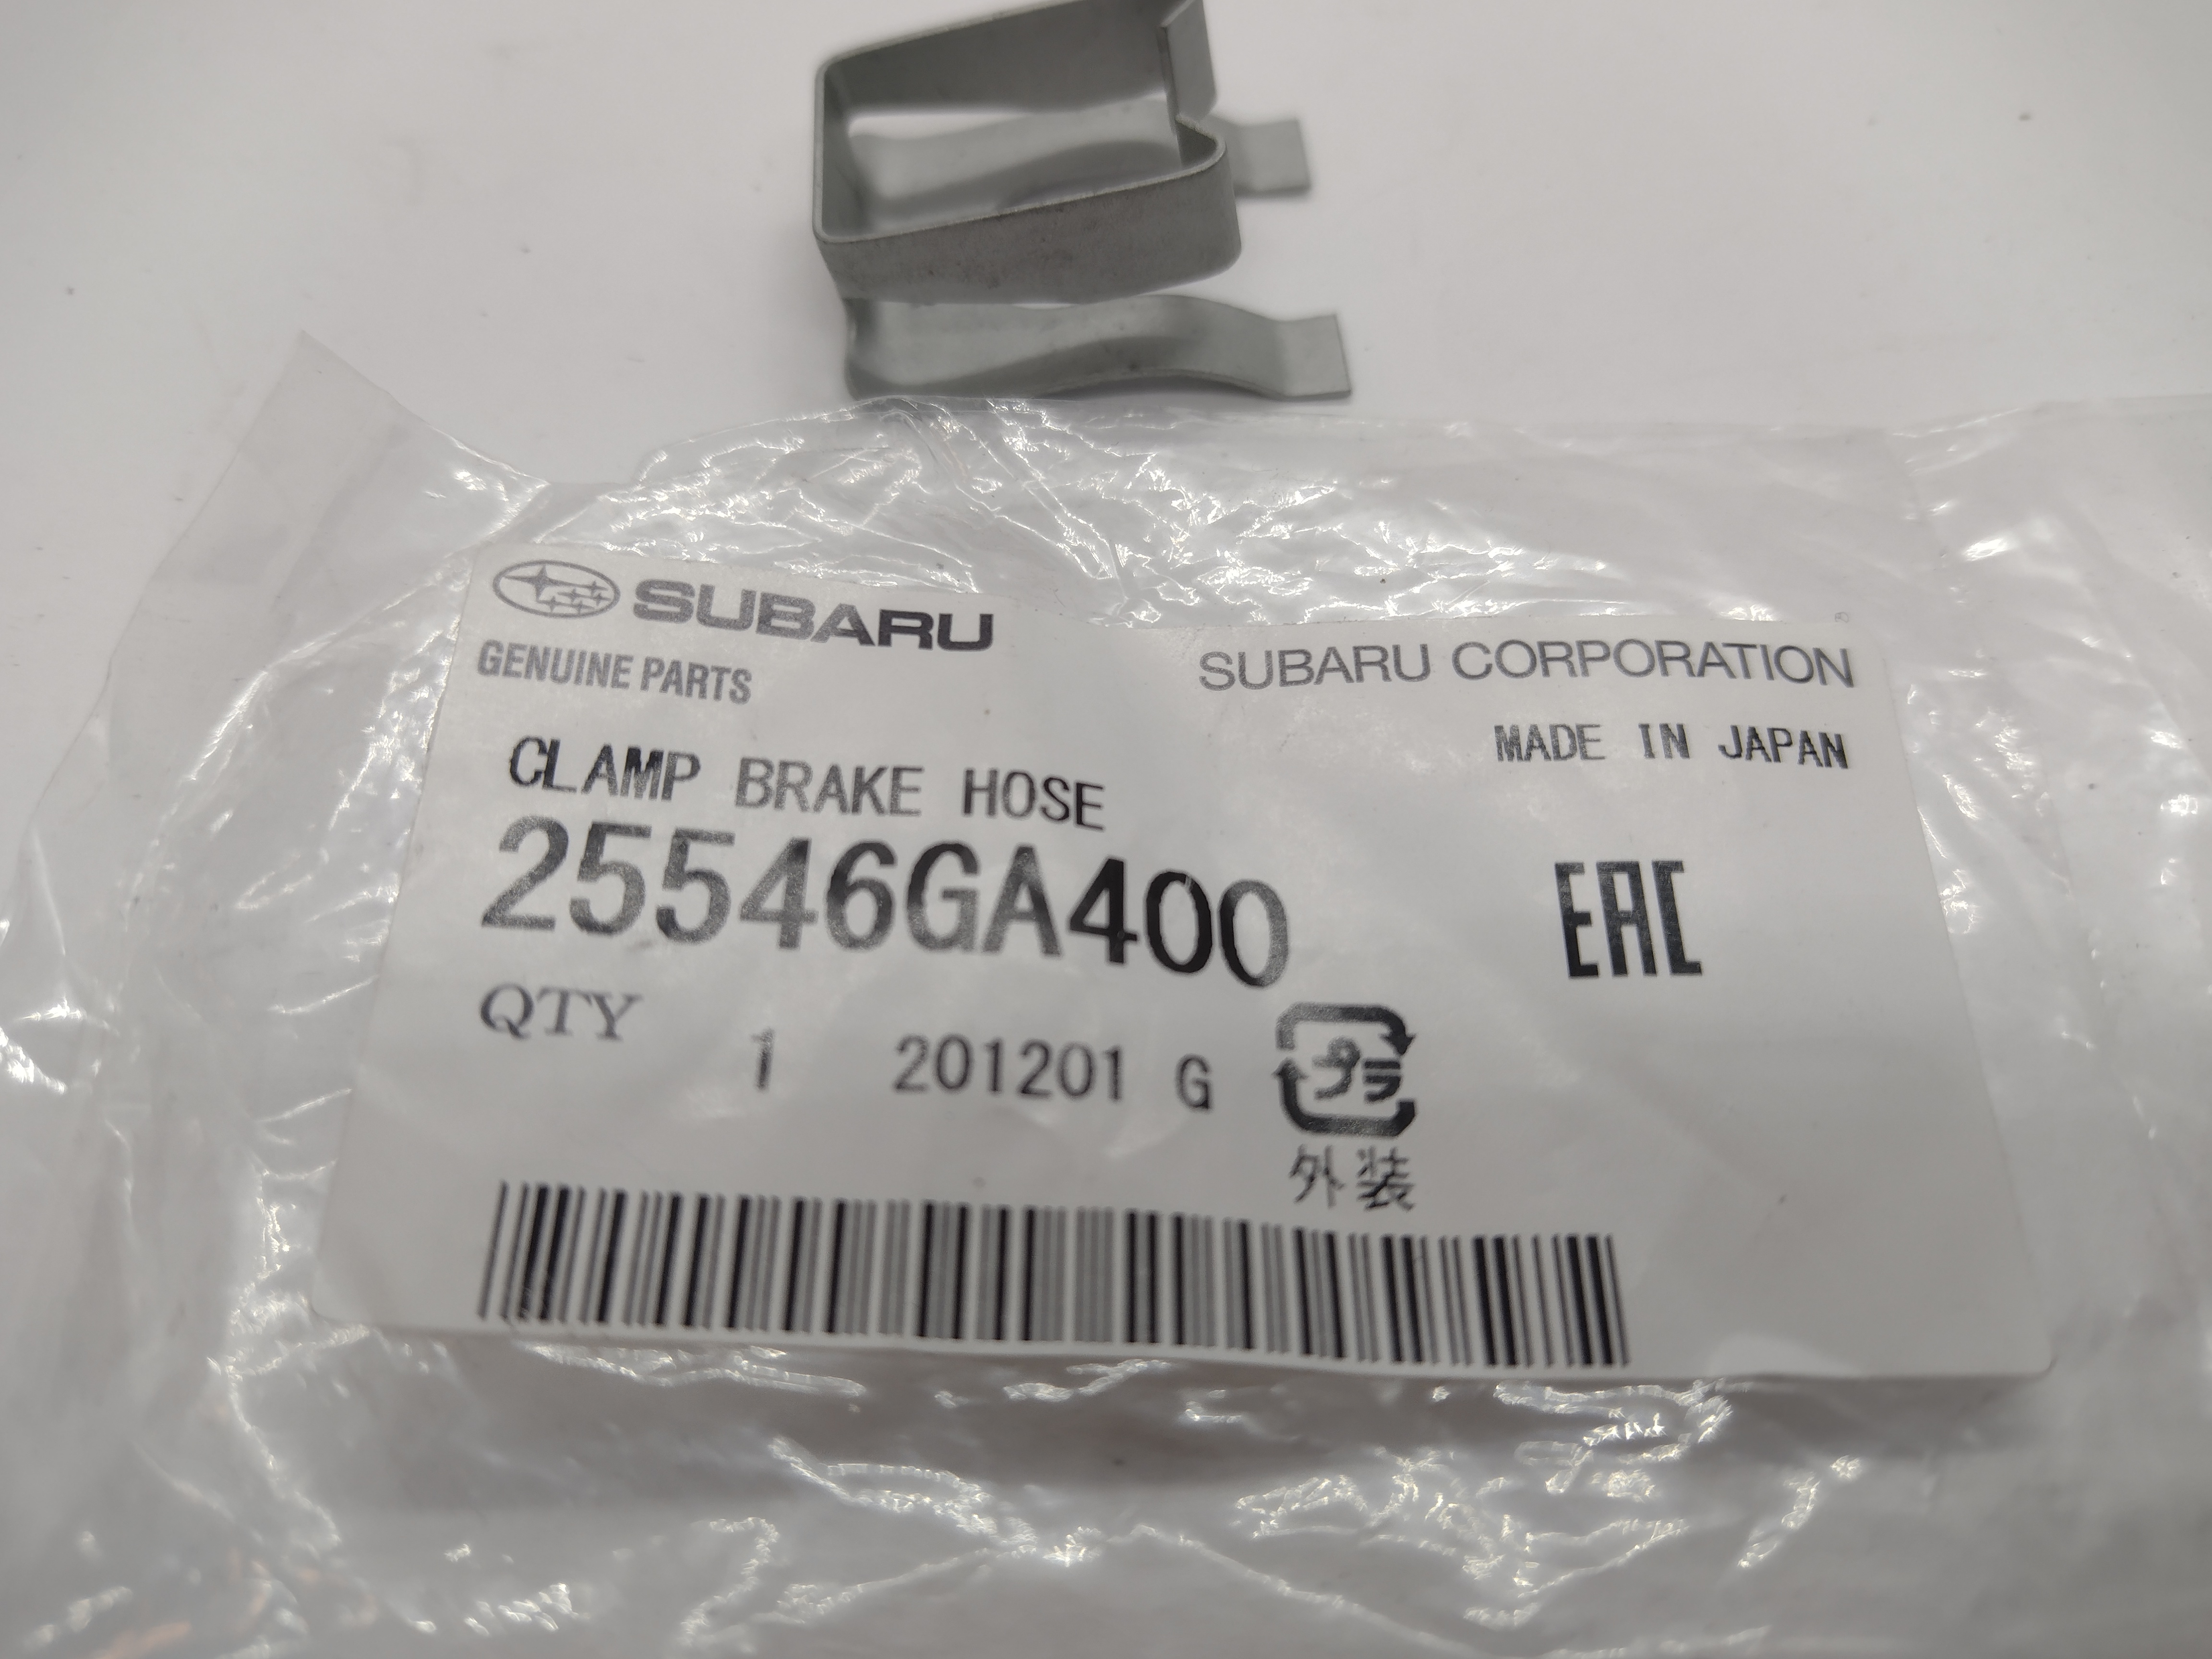 SUBARU
GENUINE PARTS
SUBARU CORPORATION
MADE IN JAPAN
CLAMP BRAKE HOSE
25546GA400
EAC
QTY 1 201201 G
プラ
外装